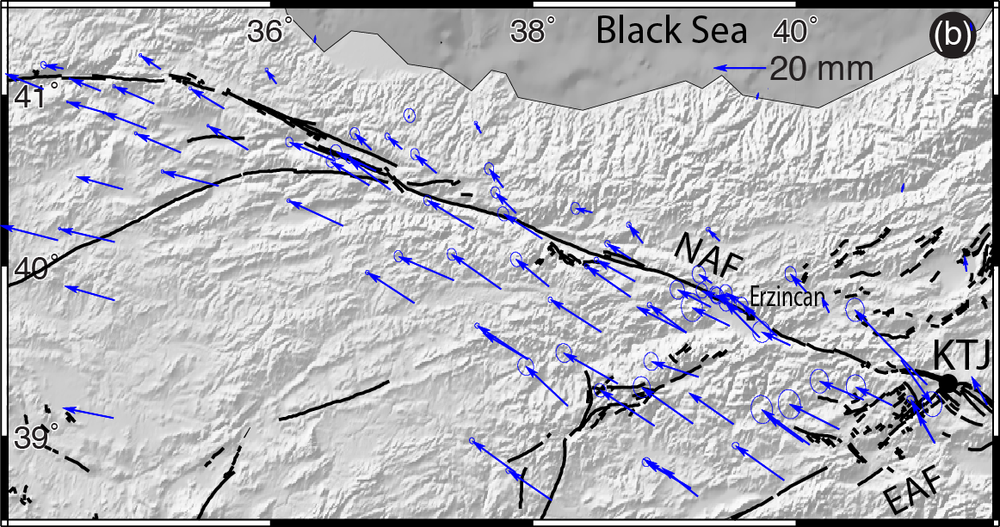 36°
38°
Black Sea
40°
(b)
20 mm
41°
NAF
40°
Erzincan
KTJ
39°
EAF